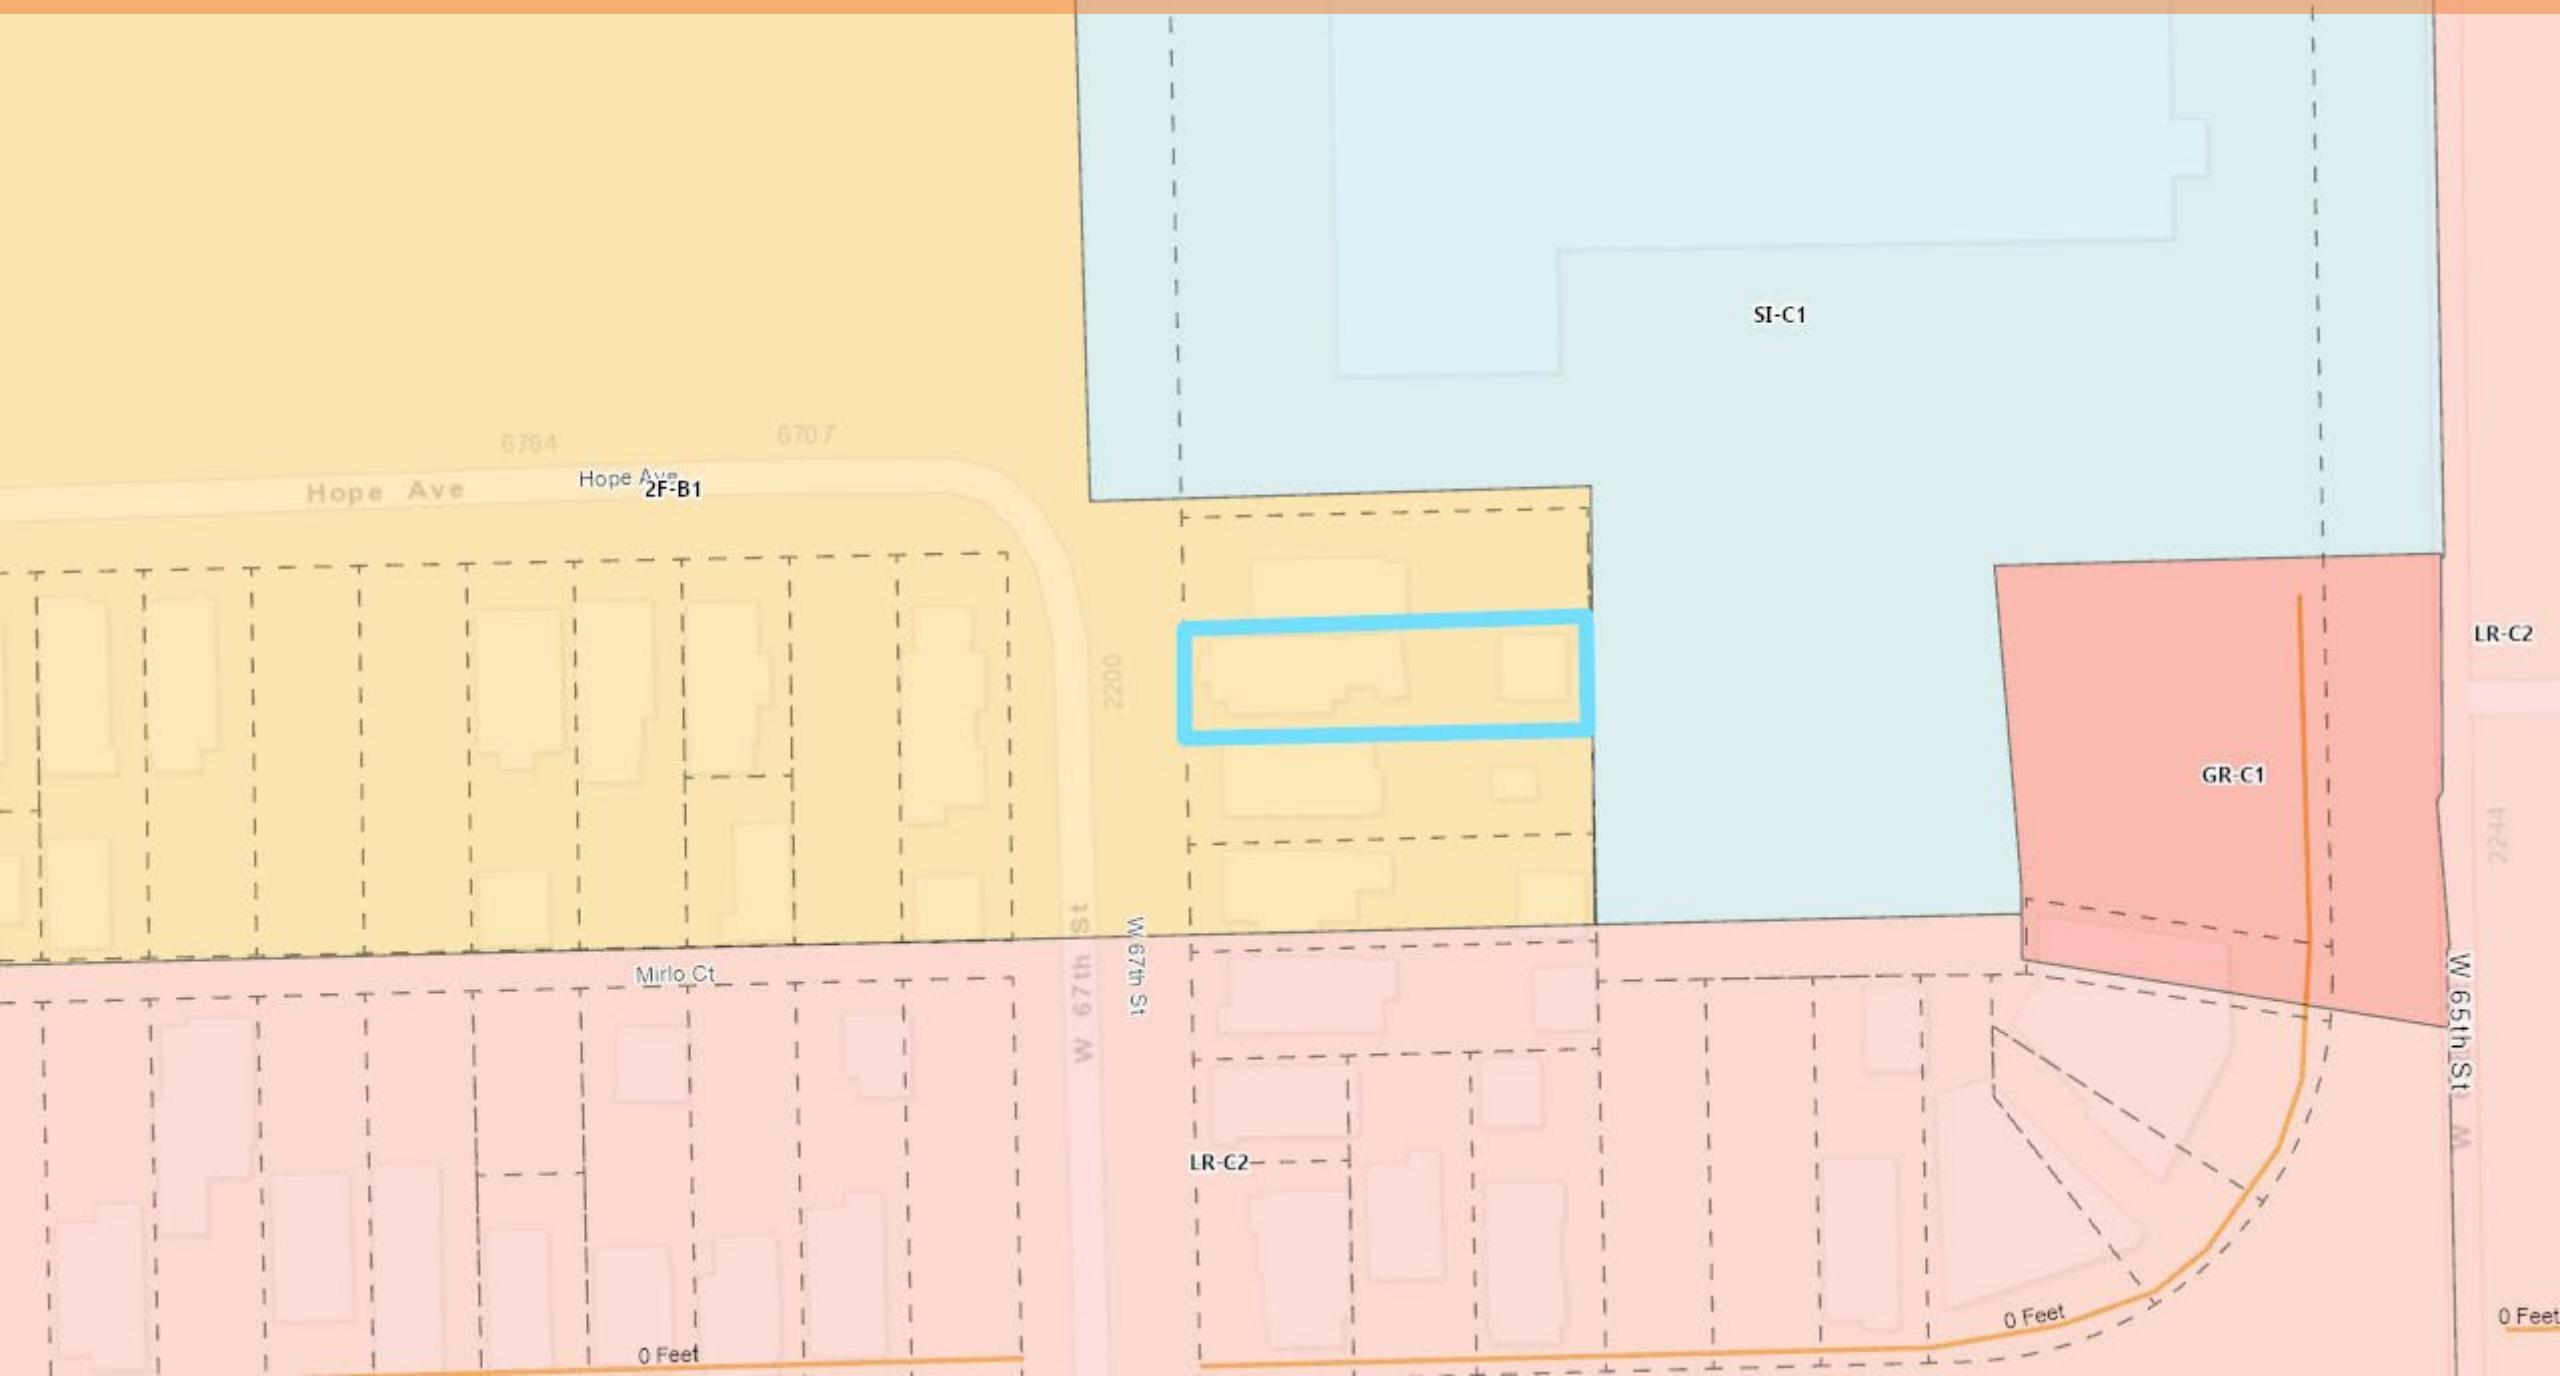 SI-C1
6764
6707
Hope Ave
Hope Ave
2F-B1
LR-C2
2200
GR-C1
2244
W 67th St
W 67th St
Mirlo Ct
W 65th St
W
LR-C2
0 Feet
0 Feet
0 Feet